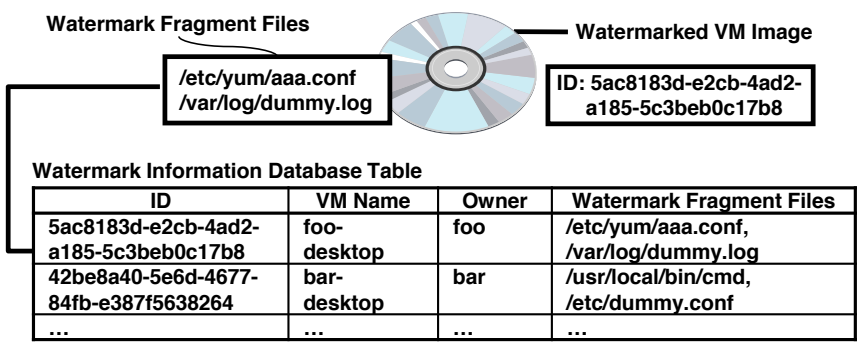 Watermark Fragment Files
Watermarked VM Image
/etc/yum/aaa.conf
/var/log/dummy.log
ID: 5ac8183d-e2cb-4ad2-
a185-5c3beb0c17b8
Watermark Information Database Table
ID VM Name Owner Watermark Fragment Files
5ac8183d-e2cb-4ad2- foo- foo /etc/yum/aaa.conf,
a185-5c3beb0c17b8 desktop /var/log/dummy.log
42be8a40-5e6d-4677- bar- bar /usr/local/bin/cmd,
84fb-e387f5638264 desktop /etc/dummy.conf
… … … …